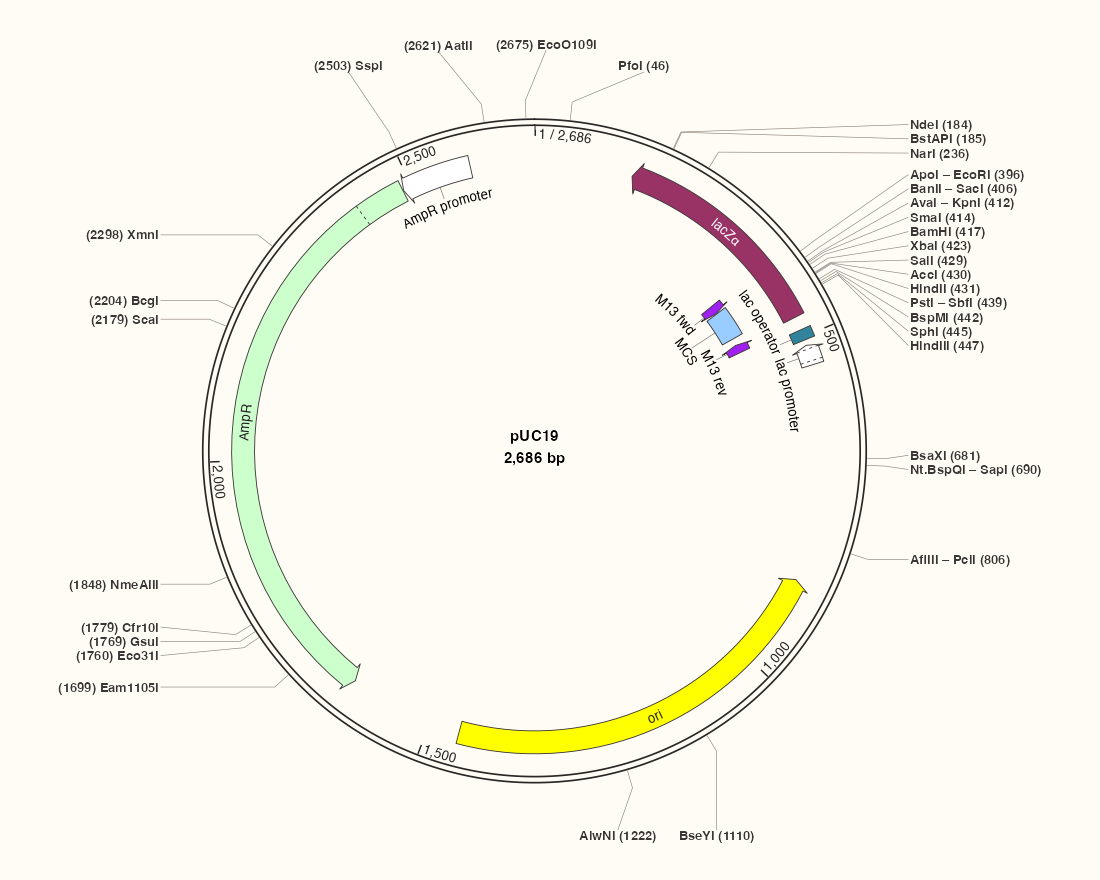 (2621) AatII
(2675) EcoO109I
(2503) SspI
PfoI (46)
1 / 2,686
2,500
NdeI (184)
BstAPI (185)
NarI (236)
ApoI – EcoRI (396)
BanII – SacI (406)
AvaI – KpnI (412)
SmaI (414)
BamHI (417)
XbaI (423)
SalI (429)
AccI (430)
HincII (431)
PstI – SbfI (439)
BspMI (442)
SphI (445)
HindIII (447)
AmpR promoter
lacZα
(2298) XmnI
(2204) BcgI
(2179) ScaI
M13 fwd
MCS
M13 rev
lac operator
lac promoter
500
AmpR
pUC19
2,686 bp
BsaXI (681)
Nt.BspQI – SapI (690)
2,000
AflIII – PciI (806)
(1848) NmeAIII
(1779) Cfr10I
(1769) GsuI
(1760) Eco31I
(1699) Eam1105I
1,000
ori
1,500
AlwNI (1222)
BseYI (1110)